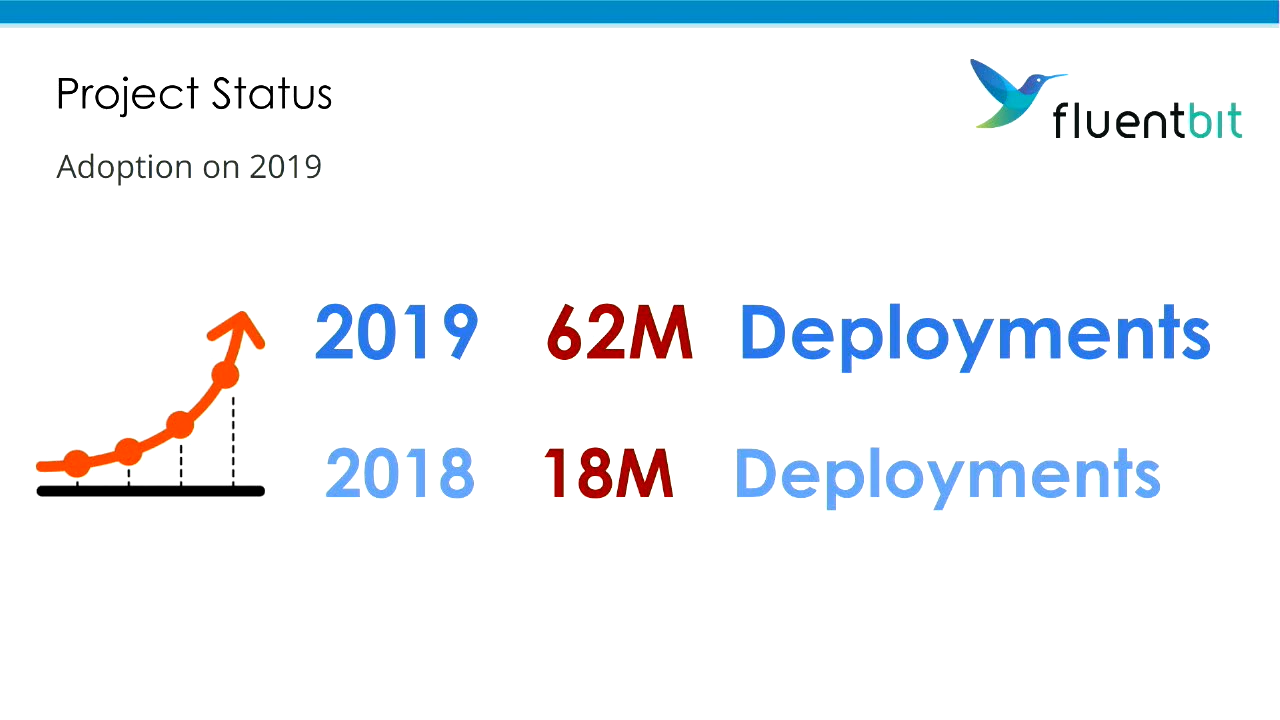 Project Status
fluentbit
Adoption on 2019
2019 62M Deployments
2018 18M Deployments